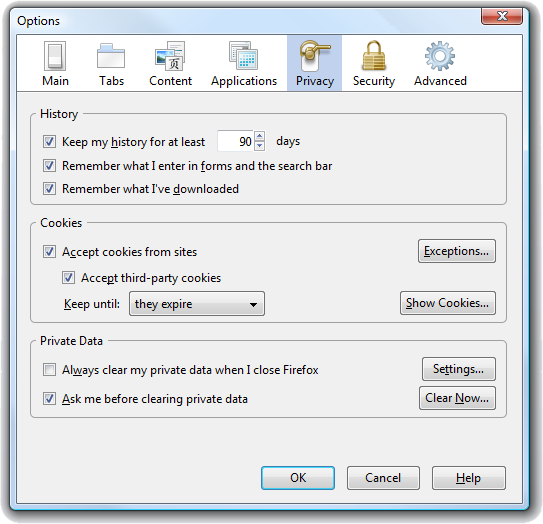 Options
Main Tabs Content Applications Privacy Security Advanced
History
Keep my history for at least 90 days
Remember what I enter in forms and the search bar
Remember what I've downloaded
Cookies
Accept cookies from sites Exceptions...
Accept third-party cookies
Keep until: they expire Show Cookies...
Private Data
Always clear my private data when I close Firefox Settings...
Ask me before clearing private data Clear Now...
OK Cancel Help